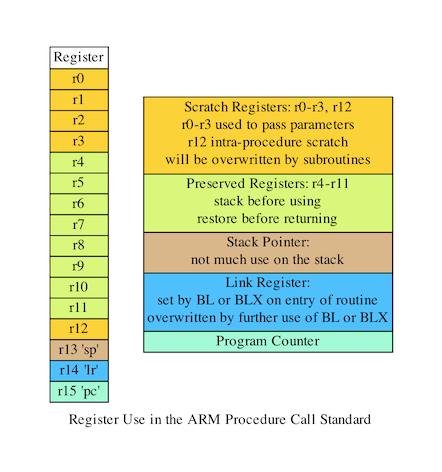 Register
r0
r1
r2
r3
r4
r5
r6
r7
r8
r9
r10
r11
r12
r13 'sp'
r14 'lr'
r15 'pc'
Scratch Registers: r0-r3, r12
r0-r3 used to pass parameters
r12 intra-procedure scratch
will be overwritten by subroutines
Preserved Registers: r4-r11
stack before using
restore before returning
Stack Pointer:
not much use on the stack
Link Register:
set by BL or BLX on entry of routine
overwritten by further use of BL or BLX
Program Counter
Register Use in the ARM Procedure Call Standard